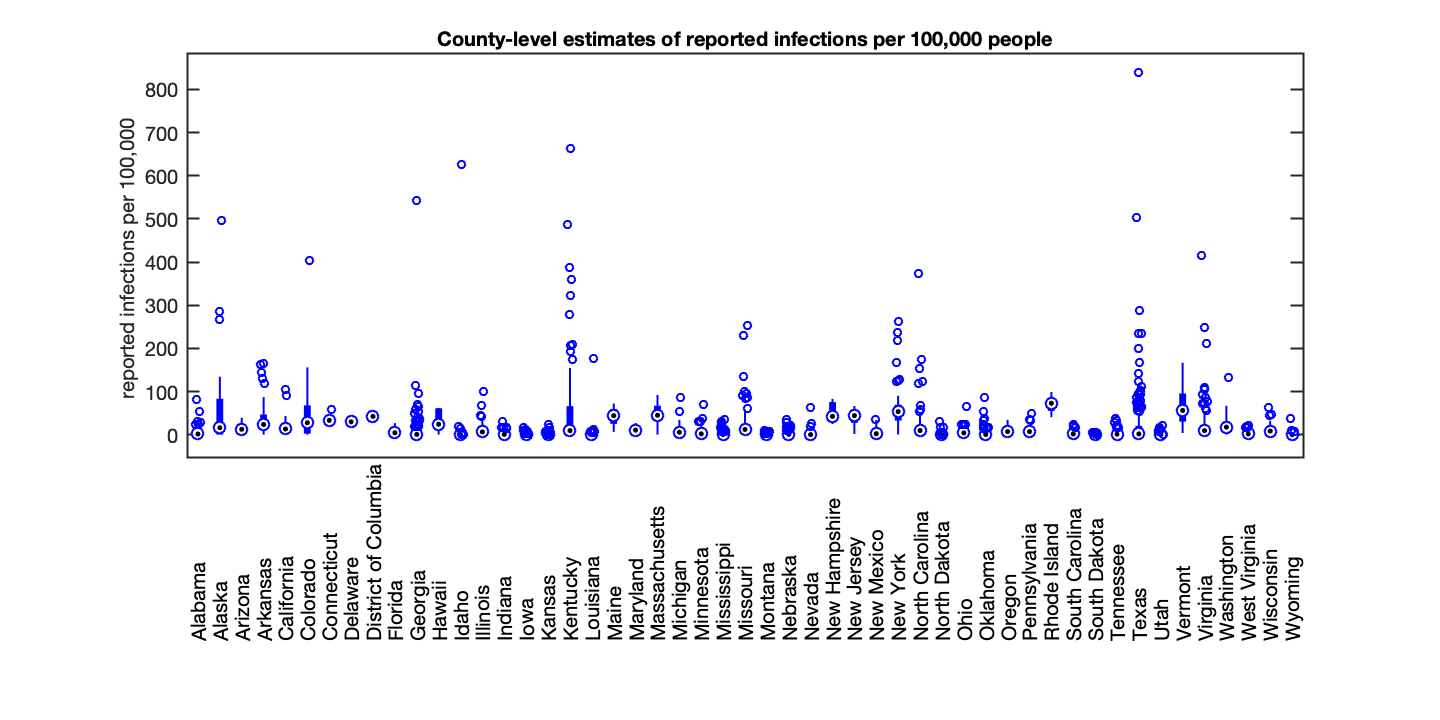 County-level estimates of reported infections per 100,000 people
reported infections per 100,000
800
700
600
500
400
300
200
100
0
Alabama
Alaska
Arizona
Arkansas
California
Colorado
Connecticut
Delaware
District of Columbia
Florida
Georgia
Hawaii
Idaho
Illinois
Indiana
Iowa
Kansas
Kentucky
Louisiana
Maine
Maryland
Massachusetts
Michigan
Minnesota
Mississippi
Missouri
Montana
Nebraska
Nevada
New Hampshire
New Jersey
New Mexico
New York
North Carolina
North Dakota
Ohio
Oklahoma
Oregon
Pennsylvania
Rhode Island
South Carolina
South Dakota
Tennessee
Texas
Utah
Vermont
Virginia
Washington
West Virginia
Wisconsin
Wyoming